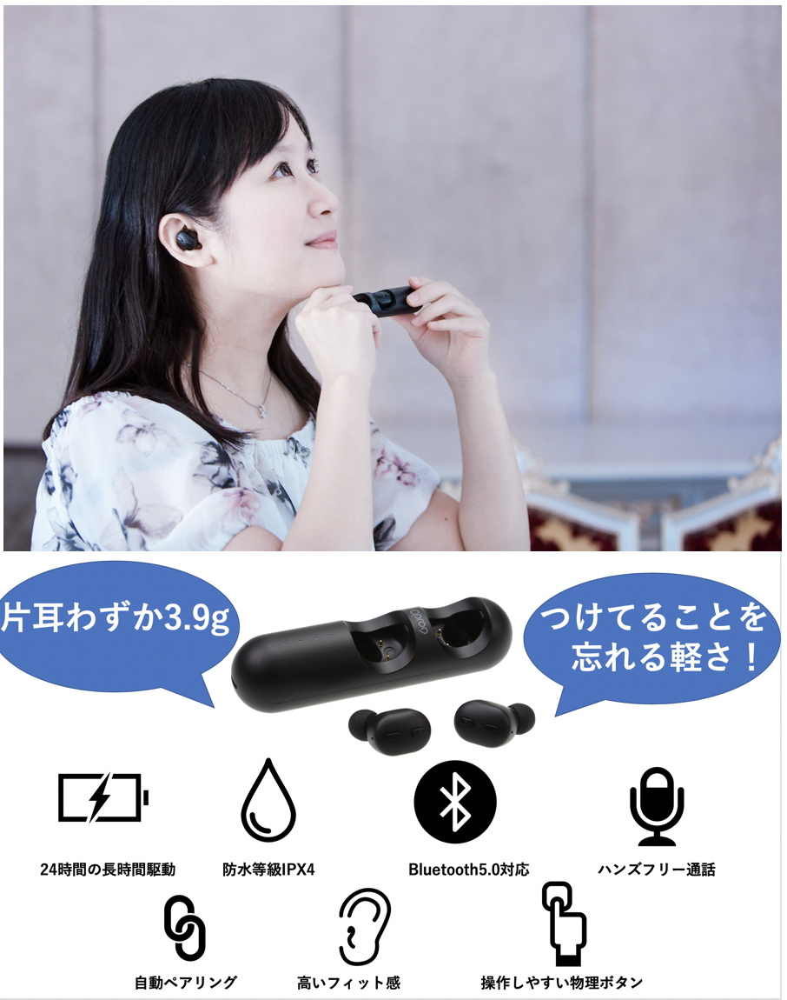 片耳わずか3.9g
つけてることを
忘れる軽さ！
24時間の長時間駆動
防水等級IPX4
Bluetooth5.0対応
ハンズフリー通話
自動ペアリング
高いフィット感
操作しやすい物理ボタン